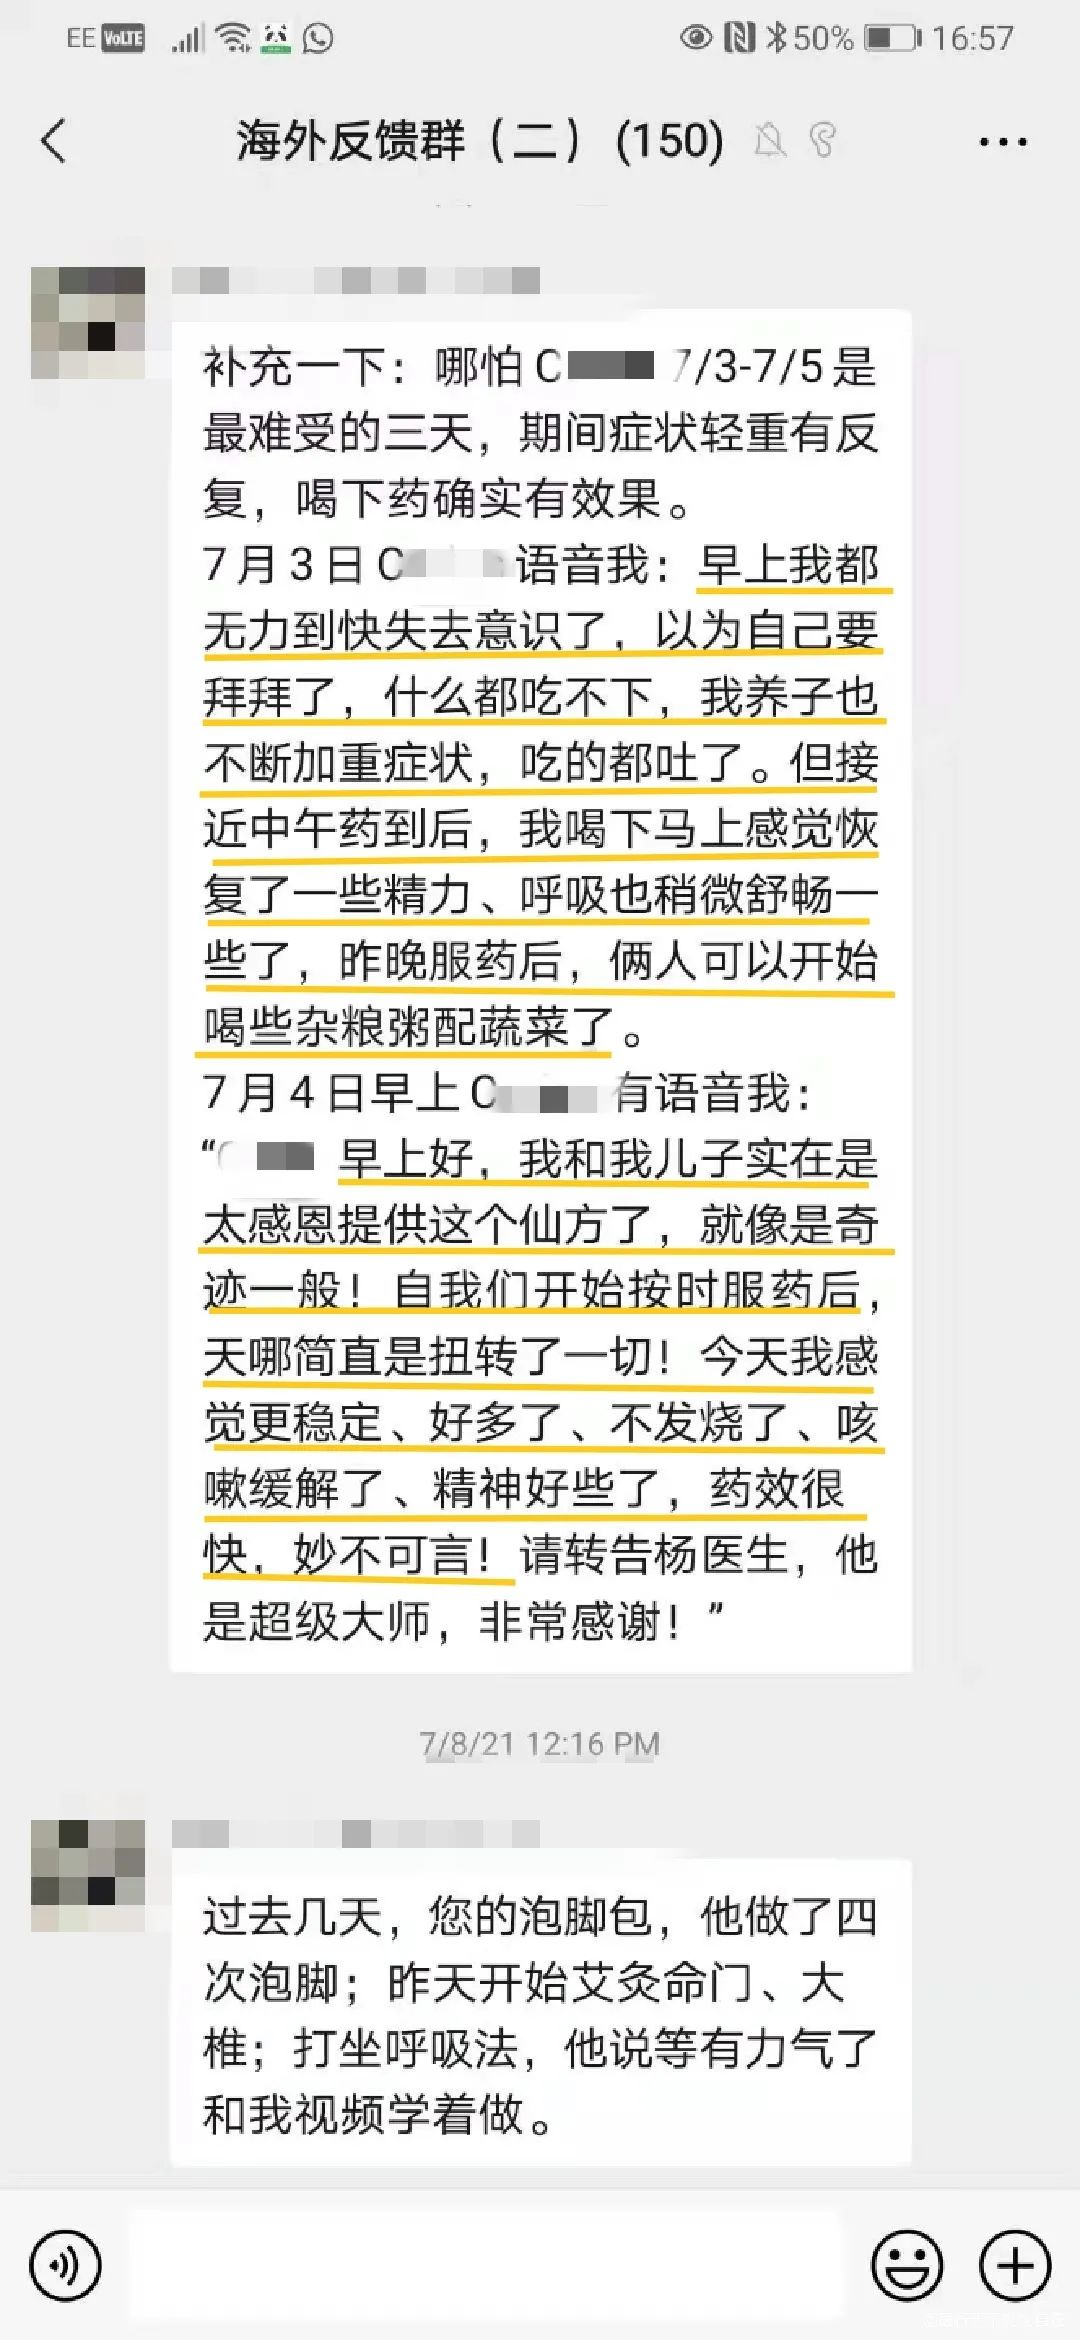 EE VoLTE 50% 16:57
海外反馈群（二）(150)
补充一下：哪怕 C 7/3-7/5 是
最难受的三天，期间症状轻重有反
复，喝下药确实有效果。
7 月 3 日 C 语音我：早上我都
无力到快失去意识了，以为自己要
拜拜了，什么都吃不下，我养子也
不断加重症状，吃的都吐了。但接
近中午药到后，我喝下马上感觉恢
复了一些精力、呼吸也稍微舒畅一
些了，昨晚服药后，俩人可以开始
喝些杂粮粥配蔬菜了。
7 月 4 日早上 C 有语音我：
“ 早上好，我和我儿子实在是
太感恩提供这个仙方了，就像是奇
迹一般！自我们开始按时服药后，
天哪简直是扭转了一切！今天我感
觉更稳定、好多了、不发烧了、咳
嗽缓解了、精神好些了，药效很
快，妙不可言！请转告杨医生，他
是超级大师，非常感谢！”
7/8/21 12:16 PM
过去几天，您的泡脚包，他做了四
次泡脚；昨天开始艾灸命门、大
椎；打坐呼吸法，他说等有力气了
和我视频学着做。